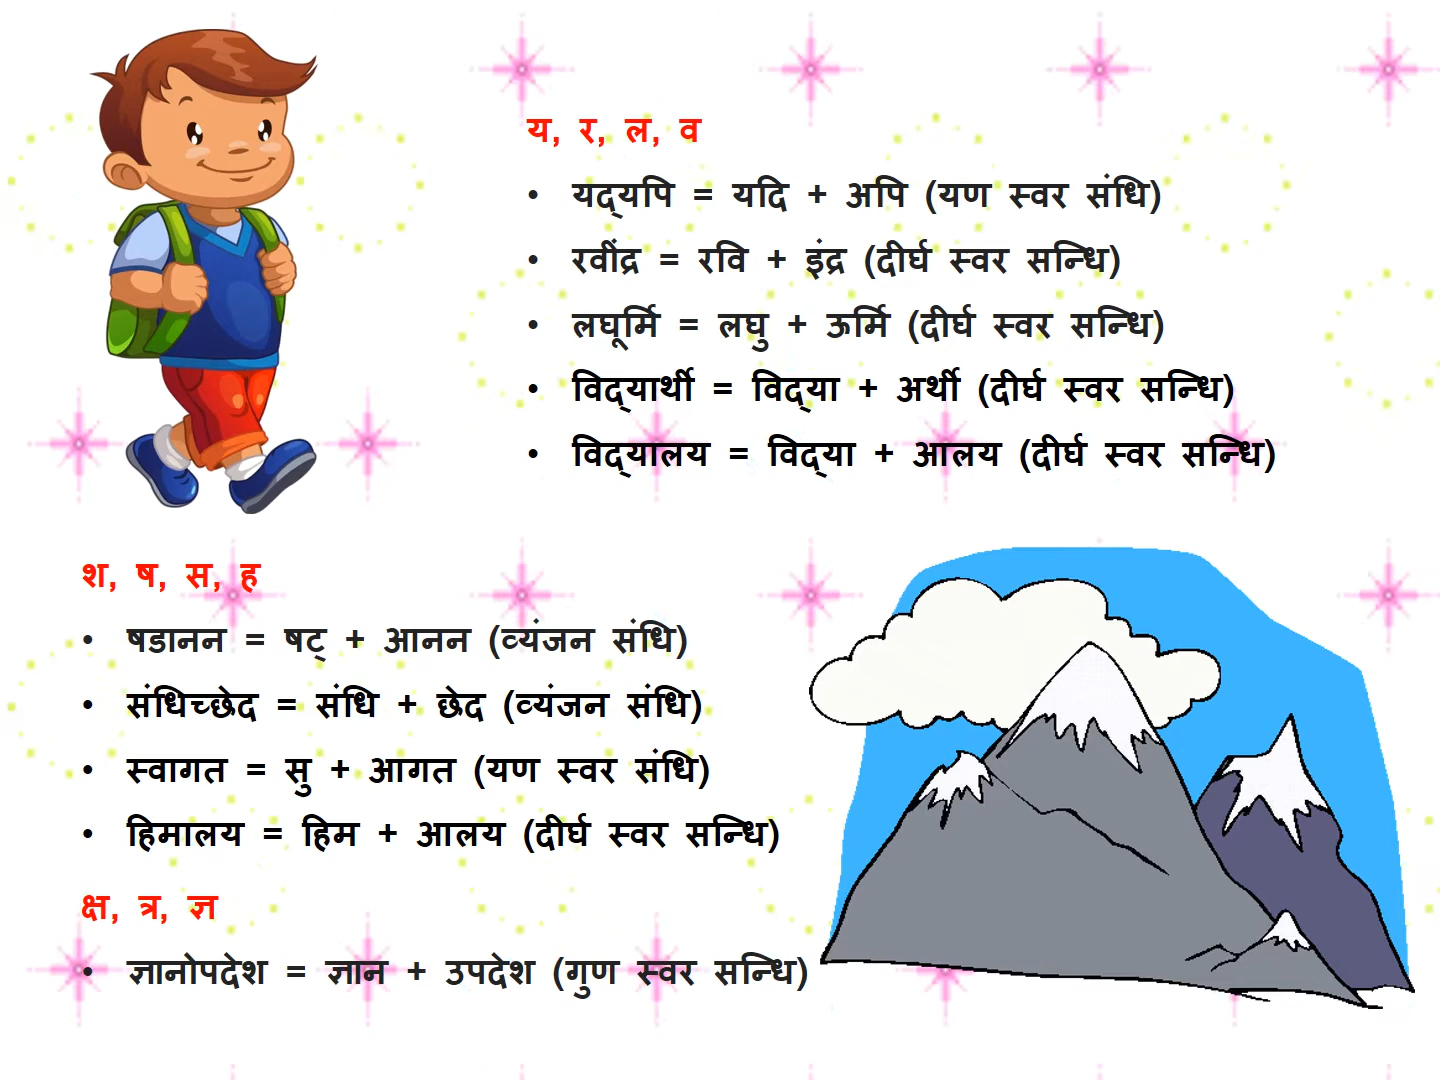 य, र, ल, व
• यद्यपि = यदि + अपि (यण स्वर संधि)
• रवींद्र = रवि + इंद्र (दीर्घ स्वर सन्धि)
• लघूर्मि = लघु + ऊर्मि (दीर्घ स्वर सन्धि)
• विद्यार्थी = विद्या + अर्थी (दीर्घ स्वर सन्धि)
• विद्यालय = विद्या + आलय (दीर्घ स्वर सन्धि)
श, ष, स, ह
• षडानन = षट् + आनन (व्यंजन संधि)
• संधिच्छेद = संधि + छेद (व्यंजन संधि)
• स्वागत = सु + आगत (यण स्वर संधि)
• हिमालय = हिम + आलय (दीर्घ स्वर सन्धि)
क्ष, त्र, ज्ञ
• ज्ञानोपदेश = ज्ञान + उपदेश (गुण स्वर सन्धि)